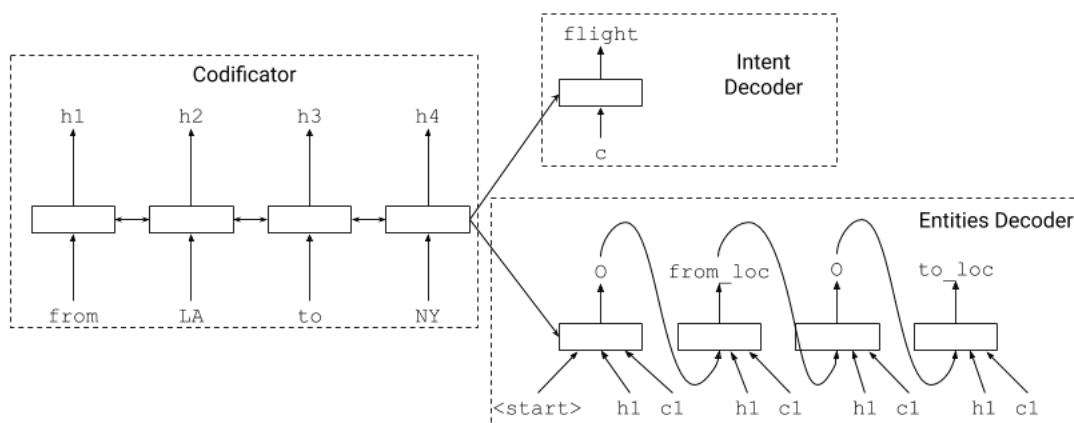 Codificator
h1 h2 h3 h4
from LA to NY
flight
Intent
Decoder
c
Entities Decoder
O from_loc O to_loc
<start> h1 c1 h1 c1 h1 c1 h1 c1